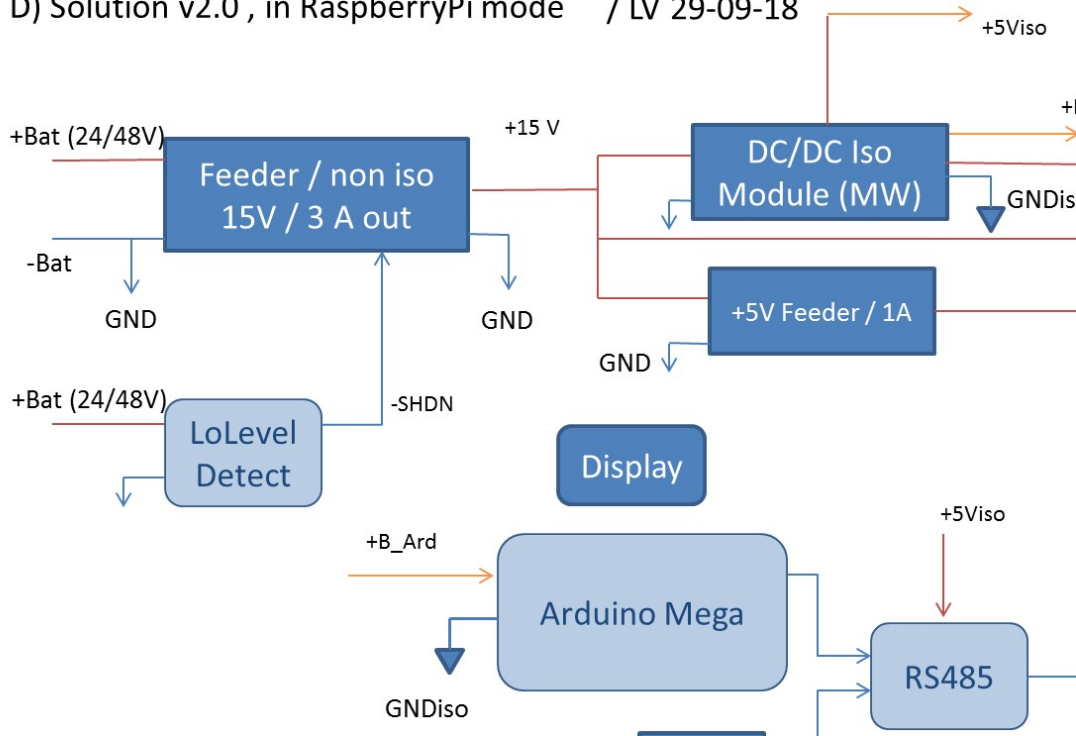 D) Solution v2.0 , in RaspberryPi mode / LV 29-09-18
+5Viso
+Bat (24/48V)
+15 V
Feeder / non iso
15V / 3 A out
DC/DC Iso
Module (MW)
GNDis
-Bat
GND
GND
+5V Feeder / 1A
GND
+Bat (24/48V)
-SHDN
LoLevel
Detect
Display
+5Viso
+B_Ard
Arduino Mega
RS485
GNDiso